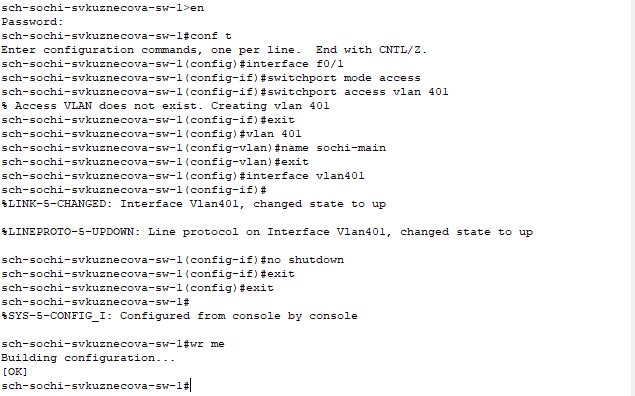 sch-sochi-svkuznecova-sw-1>en
Password:
sch-sochi-svkuznecova-sw-1#conf t
Enter configuration commands, one per line.  End with CNTL/Z.
sch-sochi-svkuznecova-sw-1(config)#interface f0/1
sch-sochi-svkuznecova-sw-1(config-if)#switchport mode access
sch-sochi-svkuznecova-sw-1(config-if)#switchport access vlan 401
% Access VLAN does not exist. Creating vlan 401
sch-sochi-svkuznecova-sw-1(config-if)#exit
sch-sochi-svkuznecova-sw-1(config)#vlan 401
sch-sochi-svkuznecova-sw-1(config-vlan)#name sochi-main
sch-sochi-svkuznecova-sw-1(config-vlan)#exit
sch-sochi-svkuznecova-sw-1(config)#interface vlan401
sch-sochi-svkuznecova-sw-1(config-if)#
%LINK-5-CHANGED: Interface Vlan401, changed state to up
%LINEPROTO-5-UPDOWN: Line protocol on Interface Vlan401, changed state to up
sch-sochi-svkuznecova-sw-1(config-if)#no shutdown
sch-sochi-svkuznecova-sw-1(config-if)#exit
sch-sochi-svkuznecova-sw-1(config)#exit
sch-sochi-svkuznecova-sw-1#
%SYS-5-CONFIG_I: Configured from console by console
sch-sochi-svkuznecova-sw-1#wr me
Building configuration...
[OK]
sch-sochi-svkuznecova-sw-1#